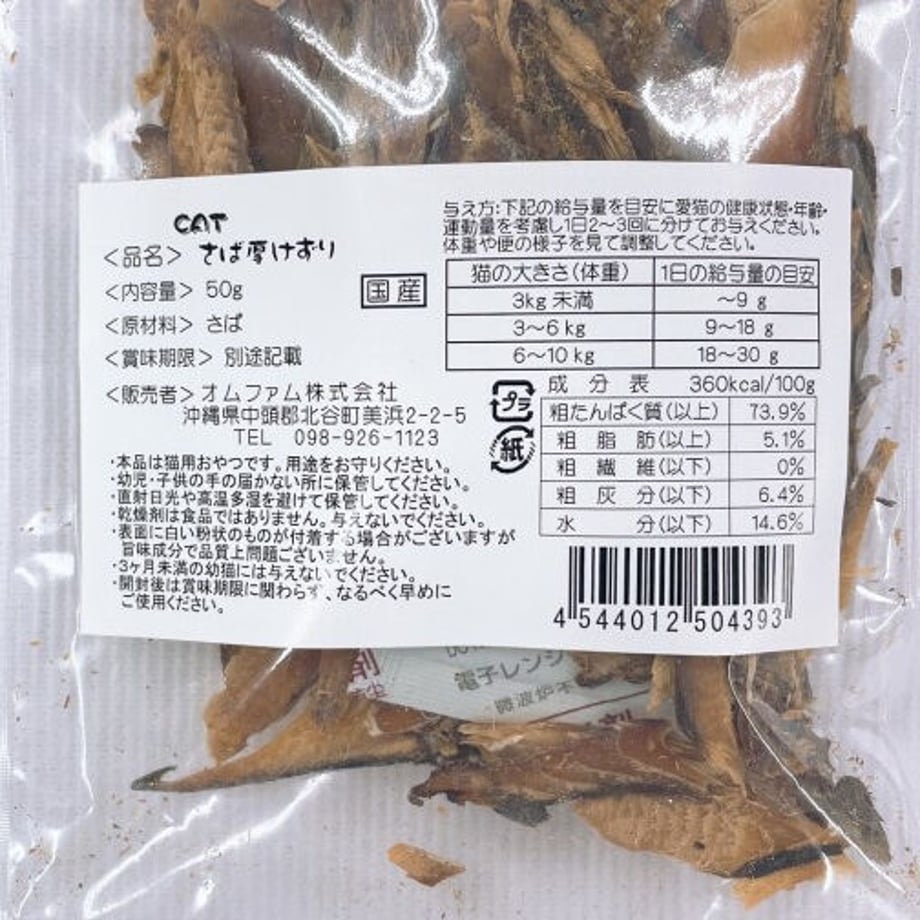 CAT
<品名> さば厚けずり
<内容量> 50g
国産
<原材料> さば
<賞味期限> 別途記載
<販売者> オムファム株式会社
沖縄県中頭郡北谷町美浜2-2-5
TEL 098-926-1123
・本品は猫用おやつです。用途をお守りください。
・幼児・子供の手の届かない所に保管してください。
・直射日光や高温多湿を避けて保管してください。
・乾燥剤は食品ではありません。与えないでください。
・表面に白い粉状のものが付着する場合がございますが
旨味成分で品質上問題ございません。
・3ヶ月未満の幼猫には与えないでください。
・開封後は賞味期限に関わらず、なるべく早めに
ご使用ください。
与え方:下記の給与量を目安に愛猫の健康状態・年齢・
運動量を考慮し1日2〜3回に分けてお与えください。
体重や便の様子を見て調整してください。
猫の大きさ(体重) 1日の給与量の目安
3kg 未満 〜9 g
3〜6 kg 9〜18 g
6〜10 kg 18〜30 g
プラ
紙
成分表 360kcal/100g
粗たんぱく質(以上) 73.9%
粗脂肪(以上) 5.1%
粗繊維(以下) 0%
粗灰分(以下) 6.4%
水分(以下) 14.6%
4 544012 504393
剤
電子レンジ
微波炉不